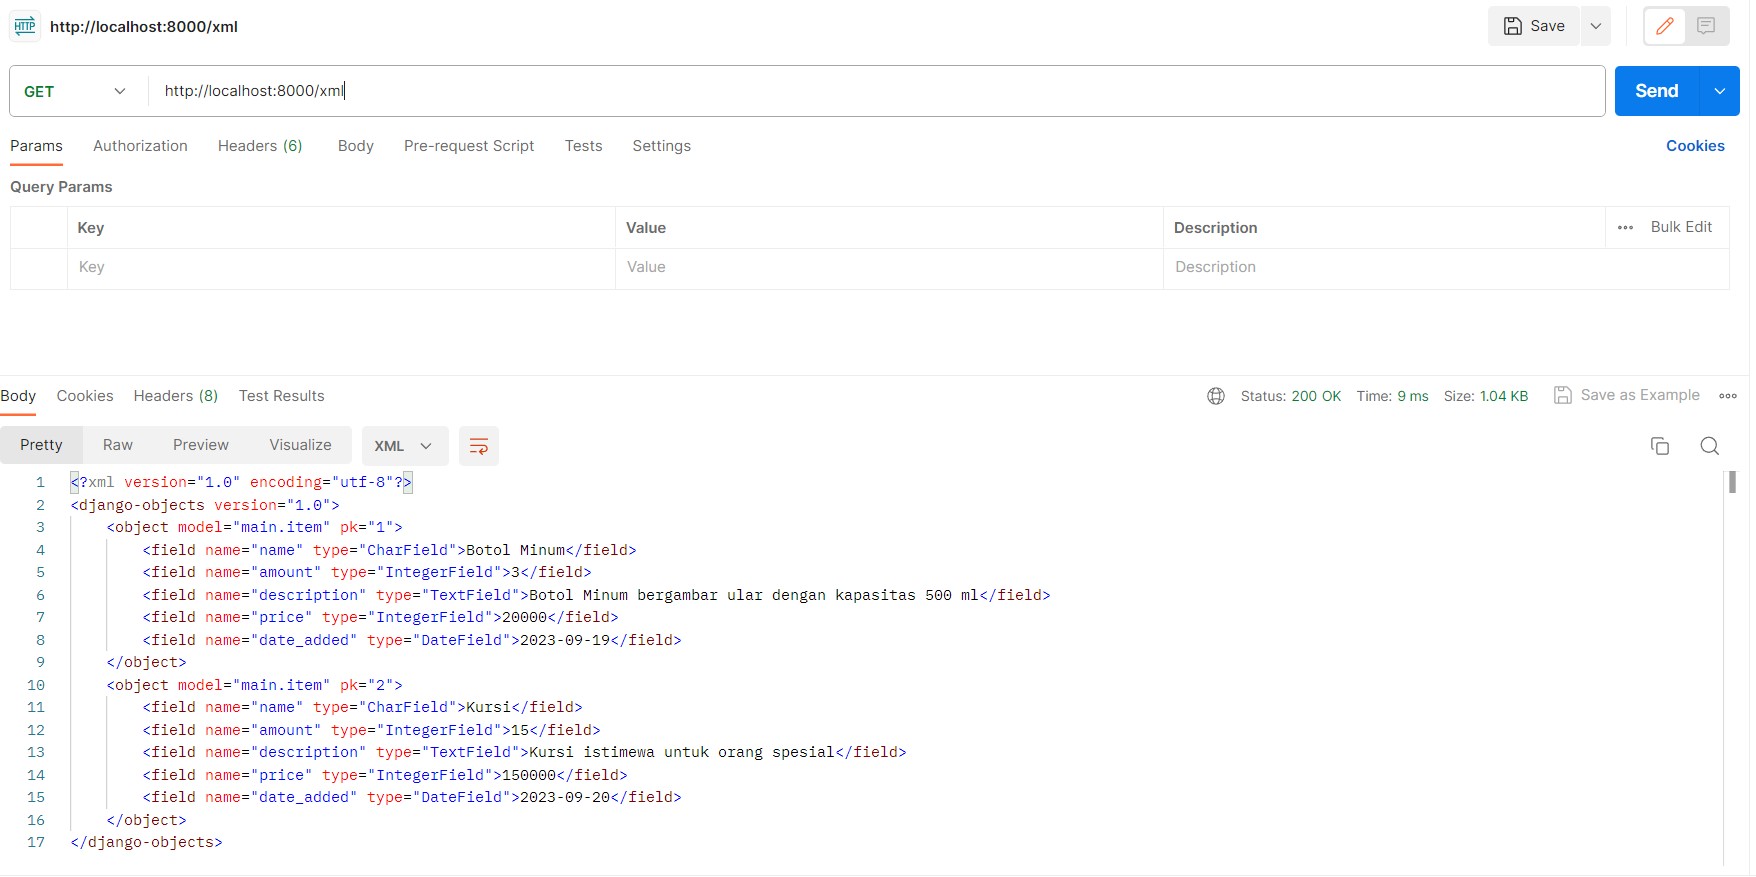 HTTP http://localhost:8000/xml Save
GET http://localhost:8000/xml Send
Params Authorization Headers (6) Body Pre-request Script Tests Settings Cookies
Query Params
Key Value Description ••• Bulk Edit
Key Value Description
Body Cookies Headers (8) Test Results Status: 200 OK Time: 9 ms Size: 1.04 KB Save as Example
Pretty Raw Preview Visualize XML
1 <?xml version="1.0" encoding="utf-8"?>
2 <django-objects version="1.0">
3 <object model="main.item" pk="1">
4 <field name="name" type="CharField">Botol Minum</field>
5 <field name="amount" type="IntegerField">3</field>
6 <field name="description" type="TextField">Botol Minum bergambar ular dengan kapasitas 500 ml</field>
7 <field name="price" type="IntegerField">20000</field>
8 <field name="date_added" type="DateField">2023-09-19</field>
9 </object>
10 <object model="main.item" pk="2">
11 <field name="name" type="CharField">Kursi</field>
12 <field name="amount" type="IntegerField">15</field>
13 <field name="description" type="TextField">Kursi istimewa untuk orang spesial</field>
14 <field name="price" type="IntegerField">150000</field>
15 <field name="date_added" type="DateField">2023-09-20</field>
16 </object>
17 </django-objects>